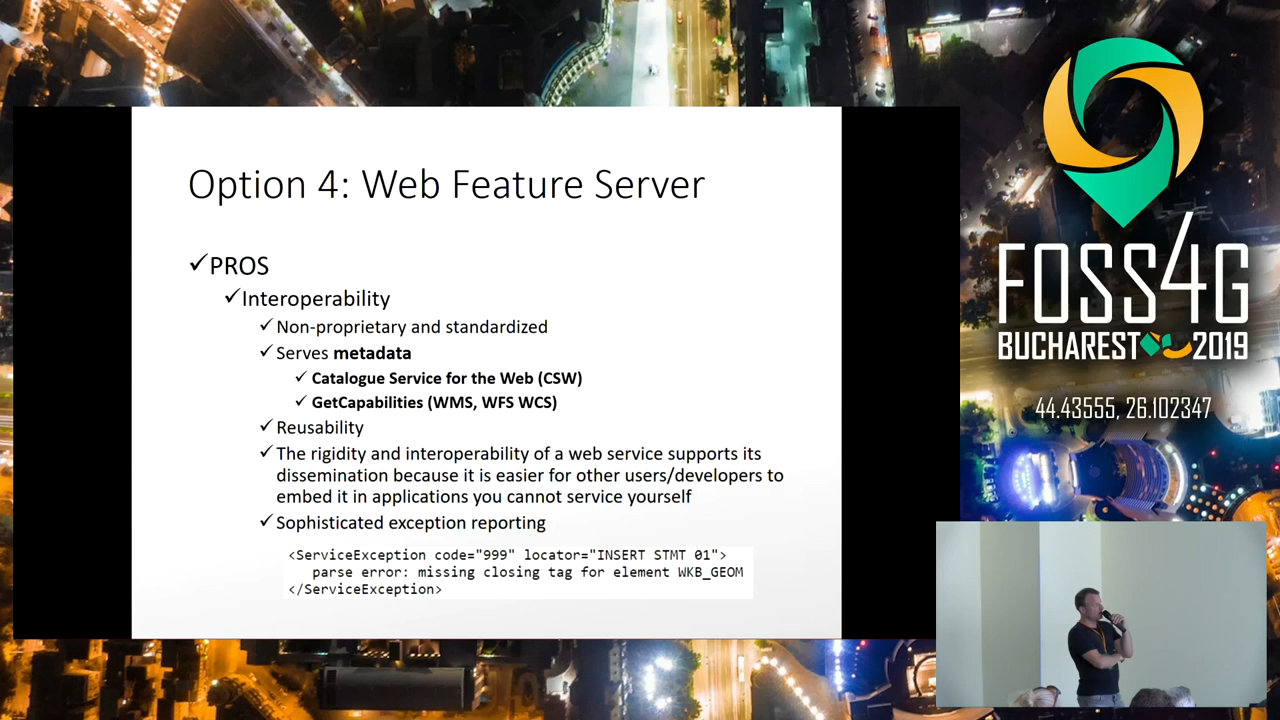 Option 4: Web Feature Server
✓PROS
✓Interoperability
✓Non-proprietary and standardized
✓Serves metadata
✓Catalogue Service for the Web (CSW)
✓GetCapabilities (WMS, WFS WCS)
✓Reusability
✓The rigidity and interoperability of a web service supports its
dissemination because it is easier for other users/developers to
embed it in applications you cannot service yourself
✓Sophisticated exception reporting
<ServiceException code="999" locator="INSERT STMT 01">
parse error: missing closing tag for element WKB_GEOM
</ServiceException>
FOSS4G
BUCHAREST 2019
44.43555, 26.102347